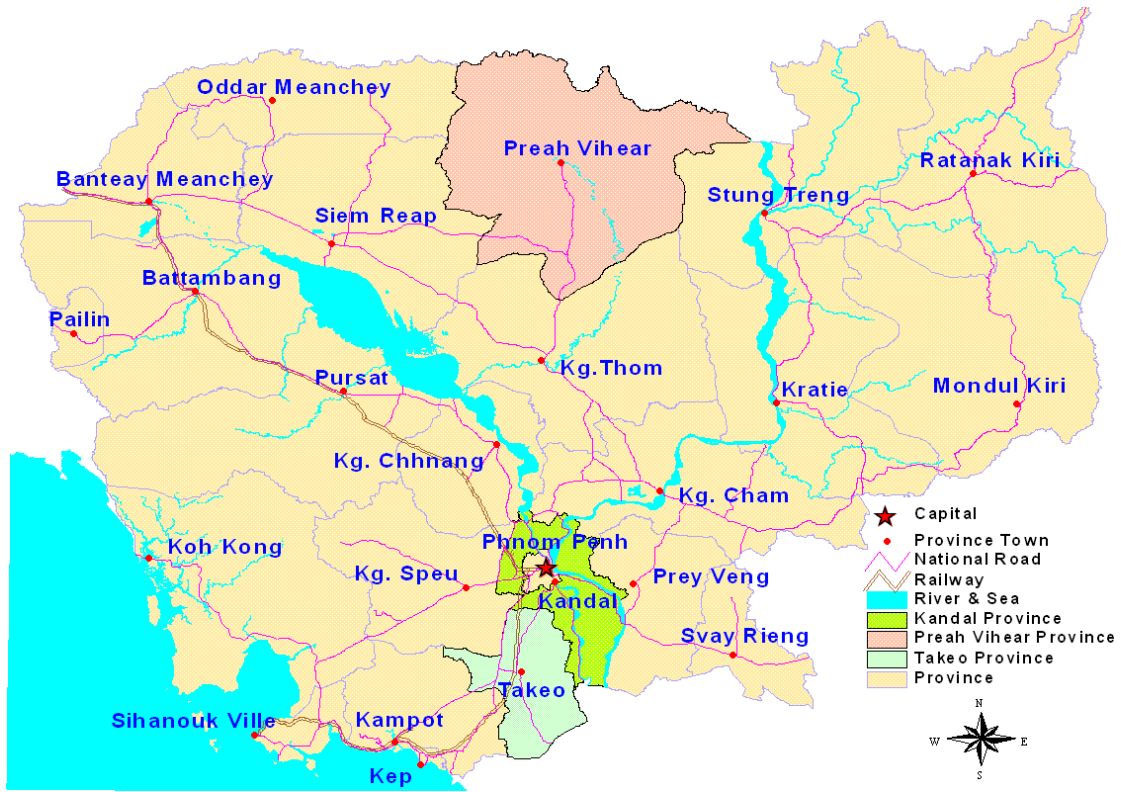 Oddar Meanchey
Preah Vihear
Ratanak Kiri
Banteay Meanchey
Stung Treng
Siem Reap
Battambang
Pailin
Kg.Thom
Pursat
Kratie
Mondul Kiri
Kg. Chhnang
Kg. Cham
Phnom Penh
Koh Kong
Kg. Speu
Prey Veng
Kandal
Svay Rieng
Takeo
Sihanouk Ville
Kampot
Kep
Capital
Province Town
National Road
Railway
River & Sea
Kandal Province
Preah Vihear Province
Takeo Province
Province
N
W
E
S